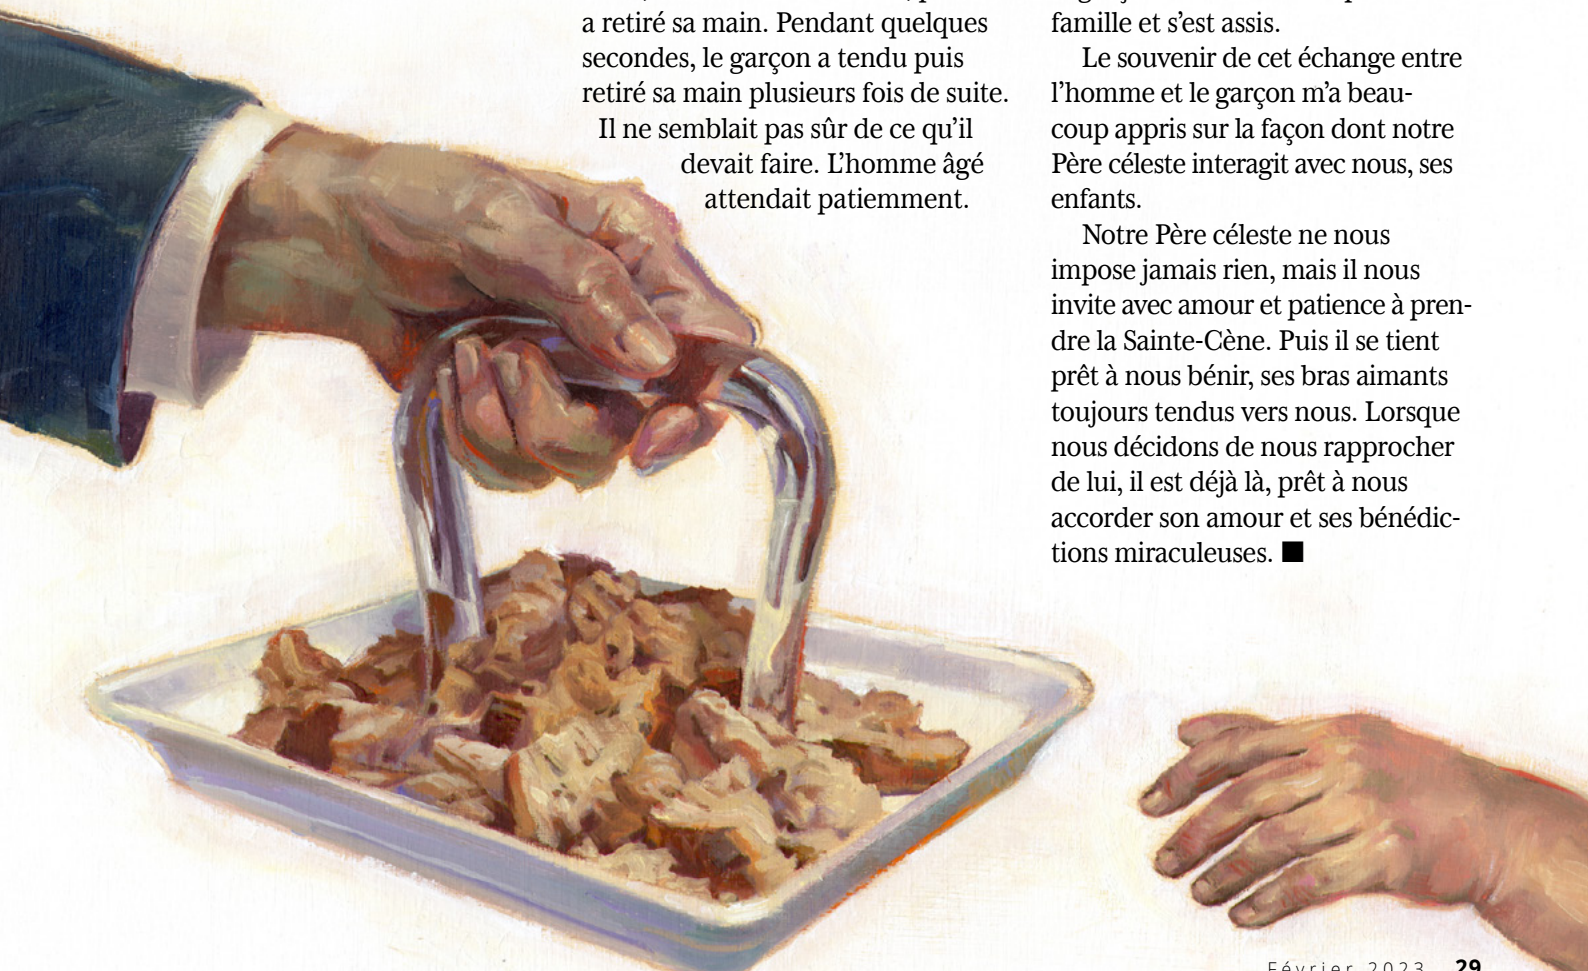 a retiré sa main. Pendant quelques
secondes, le garçon a tendu puis
retiré sa main plusieurs fois de suite.
Il ne semblait pas sûr de ce qu’il
devait faire. L’homme âgé
attendait patiemment.
famille et s’est assis.
Le souvenir de cet échange entre
l’homme et le garçon m’a beau-
coup appris sur la façon dont notre
Père céleste interagit avec nous, ses
enfants.
Notre Père céleste ne nous
impose jamais rien, mais il nous
invite avec amour et patience à pren-
dre la Sainte-Cène. Puis il se tient
prêt à nous bénir, ses bras aimants
toujours tendus vers nous. Lorsque
nous décidons de nous rapprocher
de lui, il est déjà là, prêt à nous
accorder son amour et ses bénédic-
tions miraculeuses. ■
Février 2023 29